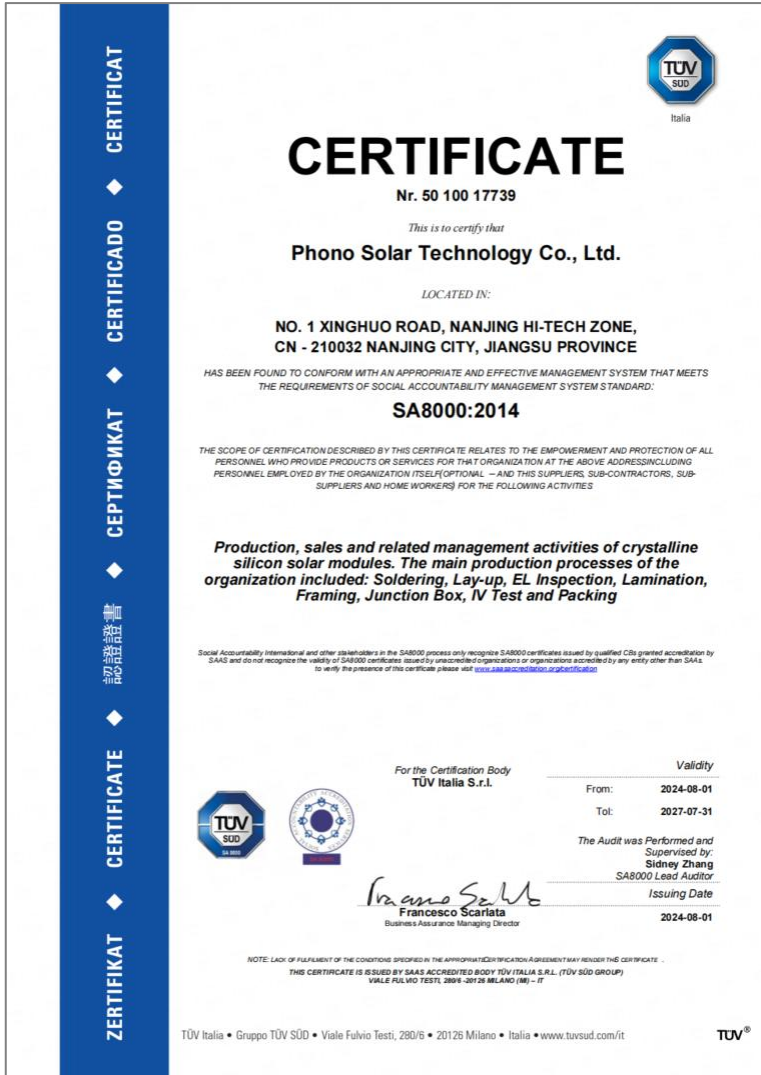 ZERTIFIKAT ◆ CERTIFICATE ◆ 認證證書 ◆ СЕРТИФИКАТ ◆ CERTIFICADO ◆ CERTIFICAT
TÜV
SÜD
Italia
CERTIFICATE
Nr. 50 100 17739
This is to certify that
Phono Solar Technology Co., Ltd.
LOCATED IN:
NO. 1 XINGHUO ROAD, NANJING HI-TECH ZONE,
CN - 210032 NANJING CITY, JIANGSU PROVINCE
HAS BEEN FOUND TO CONFORM WITH AN APPROPRIATE AND EFFECTIVE MANAGEMENT SYSTEM THAT MEETS
THE REQUIREMENTS OF SOCIAL ACCOUNTABILITY MANAGEMENT SYSTEM STANDARD:
SA8000:2014
THE SCOPE OF CERTIFICATION DESCRIBED BY THIS CERTIFICATE RELATES TO THE EMPOWERMENT AND PROTECTION OF ALL
PERSONNEL WHO PROVIDE PRODUCTS OR SERVICES FOR THAT ORGANIZATION AT THE ABOVE ADDRESSINCLUDING
PERSONNEL EMPLOYED BY THE ORGANIZATION ITSELF(OPTIONAL – AND THIS SUPPLIERS, SUB-CONTRACTORS, SUB-
SUPPLIERS AND HOME WORKERS) FOR THE FOLLOWING ACTIVITIES
Production, sales and related management activities of crystalline
silicon solar modules. The main production processes of the
organization included: Soldering, Lay-up, EL Inspection, Lamination,
Framing, Junction Box, IV Test and Packing
Social Accountability International and other stakeholders in the SA8000 process only recognize SA8000 certificates issued by qualified CBs granted accreditation by
SAAS and do not recognize the validity of SA8000 certificates issued by unaccredited organizations or organizations accredited by any entity other than SAAs.
to verify the presence of this certificate please visit www.saasaccreditation.org/certification
For the Certification Body
TÜV Italia S.r.l.
Validity
From: 2024-08-01
Tol: 2027-07-31
TÜV
SÜD
SA 8000
SOCIAL ACCOUNTABILITY ACCREDITATION SERVICES
The Audit was Performed and
Supervised by:
Sidney Zhang
SA8000 Lead Auditor
Issuing Date
2024-08-01
Francesco Scarlata
Business Assurance Managing Director
NOTE: LACK OF FULFILMENT OF THE CONDITIONS SPECIFIED IN THE APPROPRIATECERTIFICATION AGREEMENT MAY RENDER THIS CERTIFICATE .
THIS CERTIFICATE IS ISSUED BY SAAS ACCREDITED BODY TÜV ITALIA S.R.L. (TÜV SÜD GROUP)
VIALE FULVIO TESTI, 280/6 -20126 MILANO (MI) – IT
TÜV Italia • Gruppo TÜV SÜD • Viale Fulvio Testi, 280/6 • 20126 Milano • Italia • www.tuvsud.com/it
TÜV®